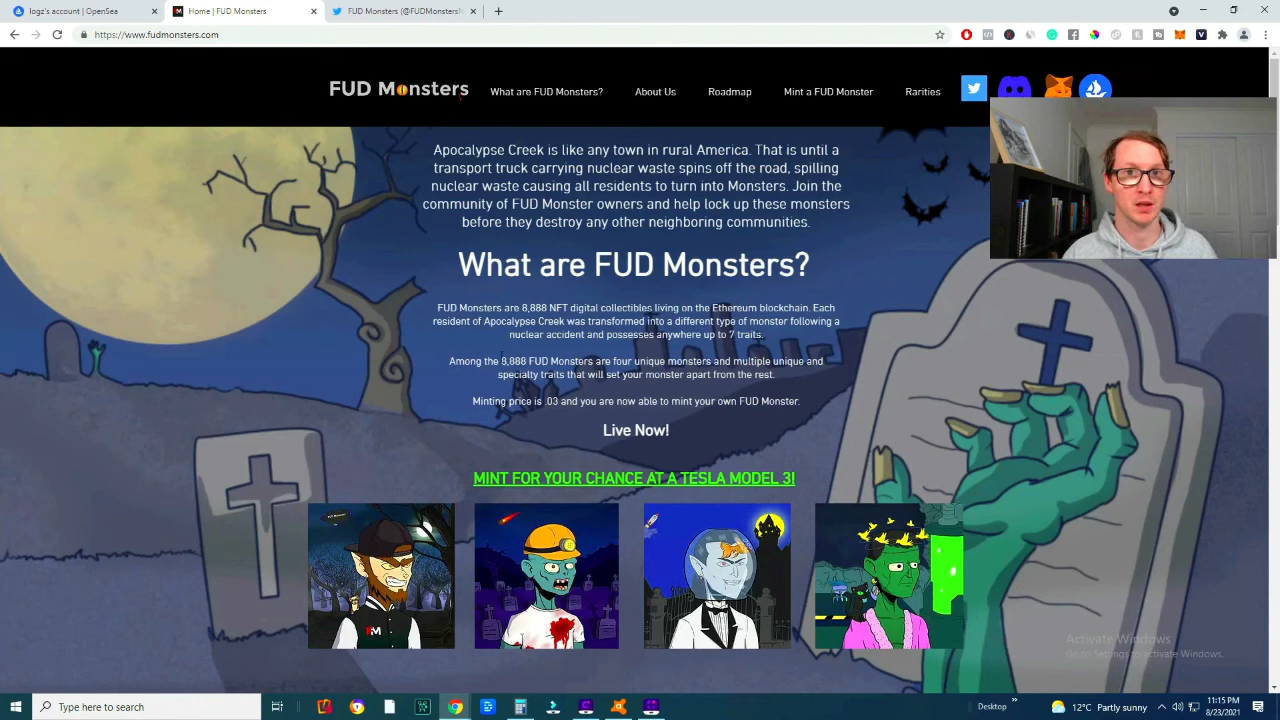 logz's account | OpenSea
Home | FUD Monsters
FUD Monsters (@FUDMonsters)
https://www.fudmonsters.com
FUD Monsters
What are FUD Monsters?
About Us
Roadmap
Mint a FUD Monster
Rarities
Apocalypse Creek is like any town in rural America. That is until a
transport truck carrying nuclear waste spins off the road, spilling
nuclear waste causing all residents to turn into Monsters. Join the
community of FUD Monster owners and help lock up these monsters
before they destroy any other neighboring communities.
What are FUD Monsters?
FUD Monsters are 8,888 NFT digital collectibles living on the Ethereum blockchain. Each
resident of Apocalypse Creek was transformed into a different type of monster following a
nuclear accident and possesses anywhere up to 7 traits.
Among the 8,888 FUD Monsters are four unique monsters and multiple unique and
specialty traits that will set your monster apart from the rest.
Minting price is .03 and you are now able to mint your own FUD Monster.
Live Now!
MINT FOR YOUR CHANCE AT A TESLA MODEL 3!
FM
Activate Windows
Go to Settings to activate Windows.
Type here to search
Desktop
12°C Partly sunny
11:15 PM
8/23/2021